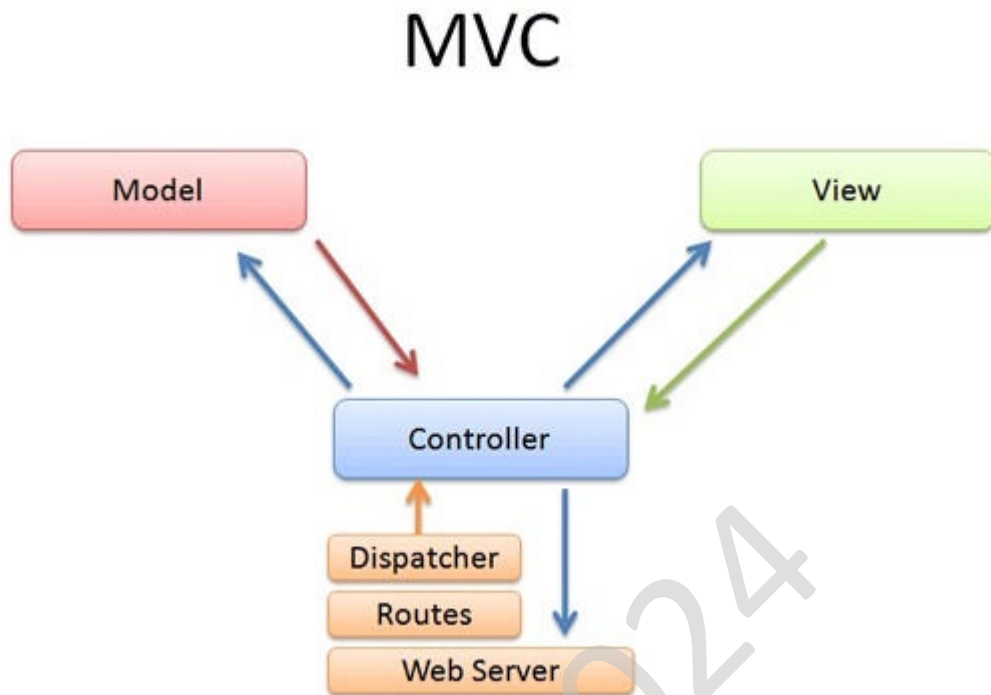 MVC
Model
View
Controller
Dispatcher
Routes
Web Server